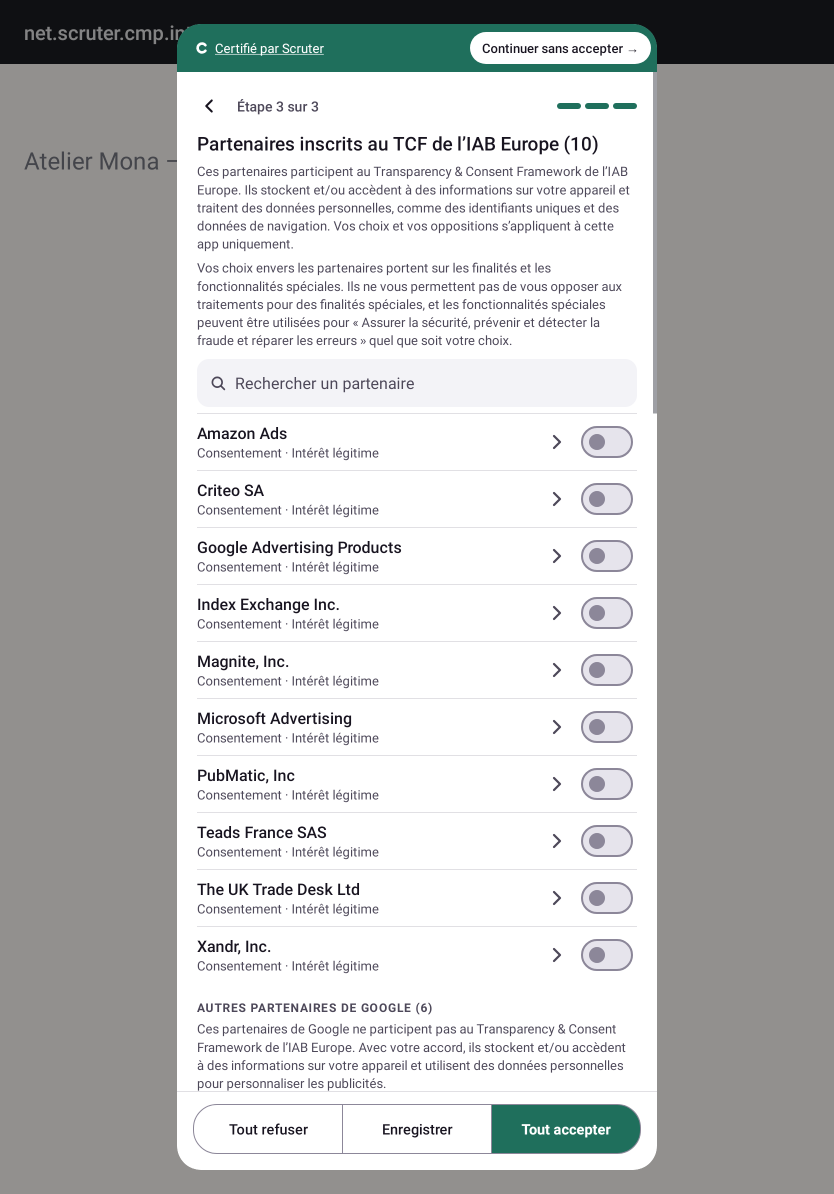 net.scruter.cmp.in
Certifié par Scruter
Continuer sans accepter →
Étape 3 sur 3
Atelier Mona –
Partenaires inscrits au TCF de l’IAB Europe (10)
Ces partenaires participent au Transparency & Consent Framework de l’IAB
Europe. Ils stockent et/ou accèdent à des informations sur votre appareil et
traitent des données personnelles, comme des identifiants uniques et des
données de navigation. Vos choix et vos oppositions s’appliquent à cette
app uniquement.
Vos choix envers les partenaires portent sur les finalités et les
fonctionnalités spéciales. Ils ne vous permettent pas de vous opposer aux
traitements pour des finalités spéciales, et les fonctionnalités spéciales
peuvent être utilisées pour « Assurer la sécurité, prévenir et détecter la
fraude et réparer les erreurs » quel que soit votre choix.
Rechercher un partenaire
Amazon Ads
Consentement · Intérêt légitime
Criteo SA
Consentement · Intérêt légitime
Google Advertising Products
Consentement · Intérêt légitime
Index Exchange Inc.
Consentement · Intérêt légitime
Magnite, Inc.
Consentement · Intérêt légitime
Microsoft Advertising
Consentement · Intérêt légitime
PubMatic, Inc
Consentement · Intérêt légitime
Teads France SAS
Consentement · Intérêt légitime
The UK Trade Desk Ltd
Consentement · Intérêt légitime
Xandr, Inc.
Consentement · Intérêt légitime
AUTRES PARTENAIRES DE GOOGLE (6)
Ces partenaires de Google ne participent pas au Transparency & Consent
Framework de l’IAB Europe. Avec votre accord, ils stockent et/ou accèdent
à des informations sur votre appareil et utilisent des données personnelles
pour personnaliser les publicités.
Tout refuser
Enregistrer
Tout accepter